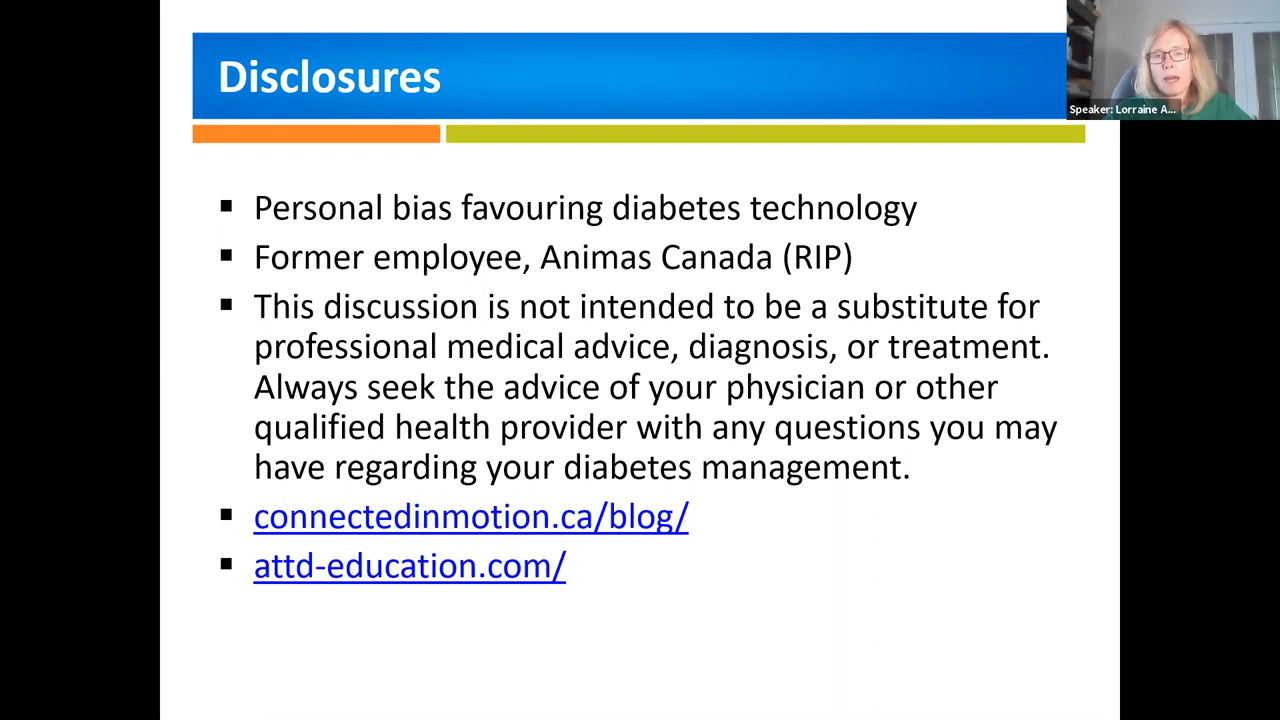 Disclosures
Speaker: Lorraine A...
▪ Personal bias favouring diabetes technology
▪ Former employee, Animas Canada (RIP)
▪ This discussion is not intended to be a substitute for
professional medical advice, diagnosis, or treatment.
Always seek the advice of your physician or other
qualified health provider with any questions you may
have regarding your diabetes management.
▪ connectedinmotion.ca/blog/
▪ attd-education.com/